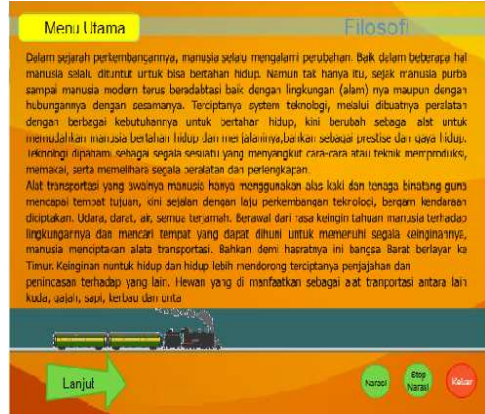 Menu Utama
Filosofi
Dalam sejarah perkembangannya, manusia selalu mengalami perubahan. Baik dalam beberapa hal
manusia selalu dituntut untuk bisa bertahan hidup. Namun tak hanya itu, sejak manusia purba
sampai manusia modern terus beradabtasi baik dengan lingkungan (alam) nya maupun dengan
hubungannya dengan sesamanya. Terciptanya system teknologi, melalui dibuatnya peralatan
dengan berbagai kebutuhannya untuk bertahan hidup, kini berubah sebagai alat untuk
memudahkan manusia bertahan hidup dan menjalaninya,bahkan sebagai prestise dan gaya hidup.
Teknologi dipahami sebagai segala sesuatu yang menyangkut cara-cara atau teknik memproduksi,
memakai, serta memelihara segala peralatan dan perlengkapan.
Alat transportasi yang awalnya manusia hanya menggunakan alas kaki dan tenaga binatang guna
mencapai tempat tujuan, kini sejalan dengan laju perkembangan teknologi, beragam kendaraan
diciptakan. Udara, darat, air, semua terjamah. Berawal dari rasa keingin tahuan manusia terhadap
lingkungannya dan mencari tempat yang dapat dihuni untuk memenuhi segala keinginannya,
manusia menciptakan alata transportasi. Bahkan demi hasratnya ini bangsa Barat berlayar ke
Timur. Keinginan nuntuk hidup dan hidup lebih mendorong terciptanya penjajahan dan
penindasan terhadap yang lain. Hewan yang di manfaatkan sebagai alat tranportasi antara lain
kuda, gajah, sapi, kerbau dan unta
Lanjut
Narasi
Stop
Narasi
Keluar